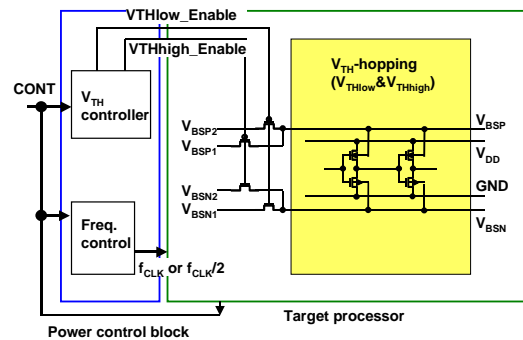 VTHlow_Enable
VTHhigh_Enable
CONT
VTH controller
VTH-hopping
(VTHlow&VTHhigh)
VBSP2
VBSP1
VBSP
VDD
VBSN2
VBSN1
GND
VBSN
Freq. control
fCLK or fCLK/2
Power control block
Target processor